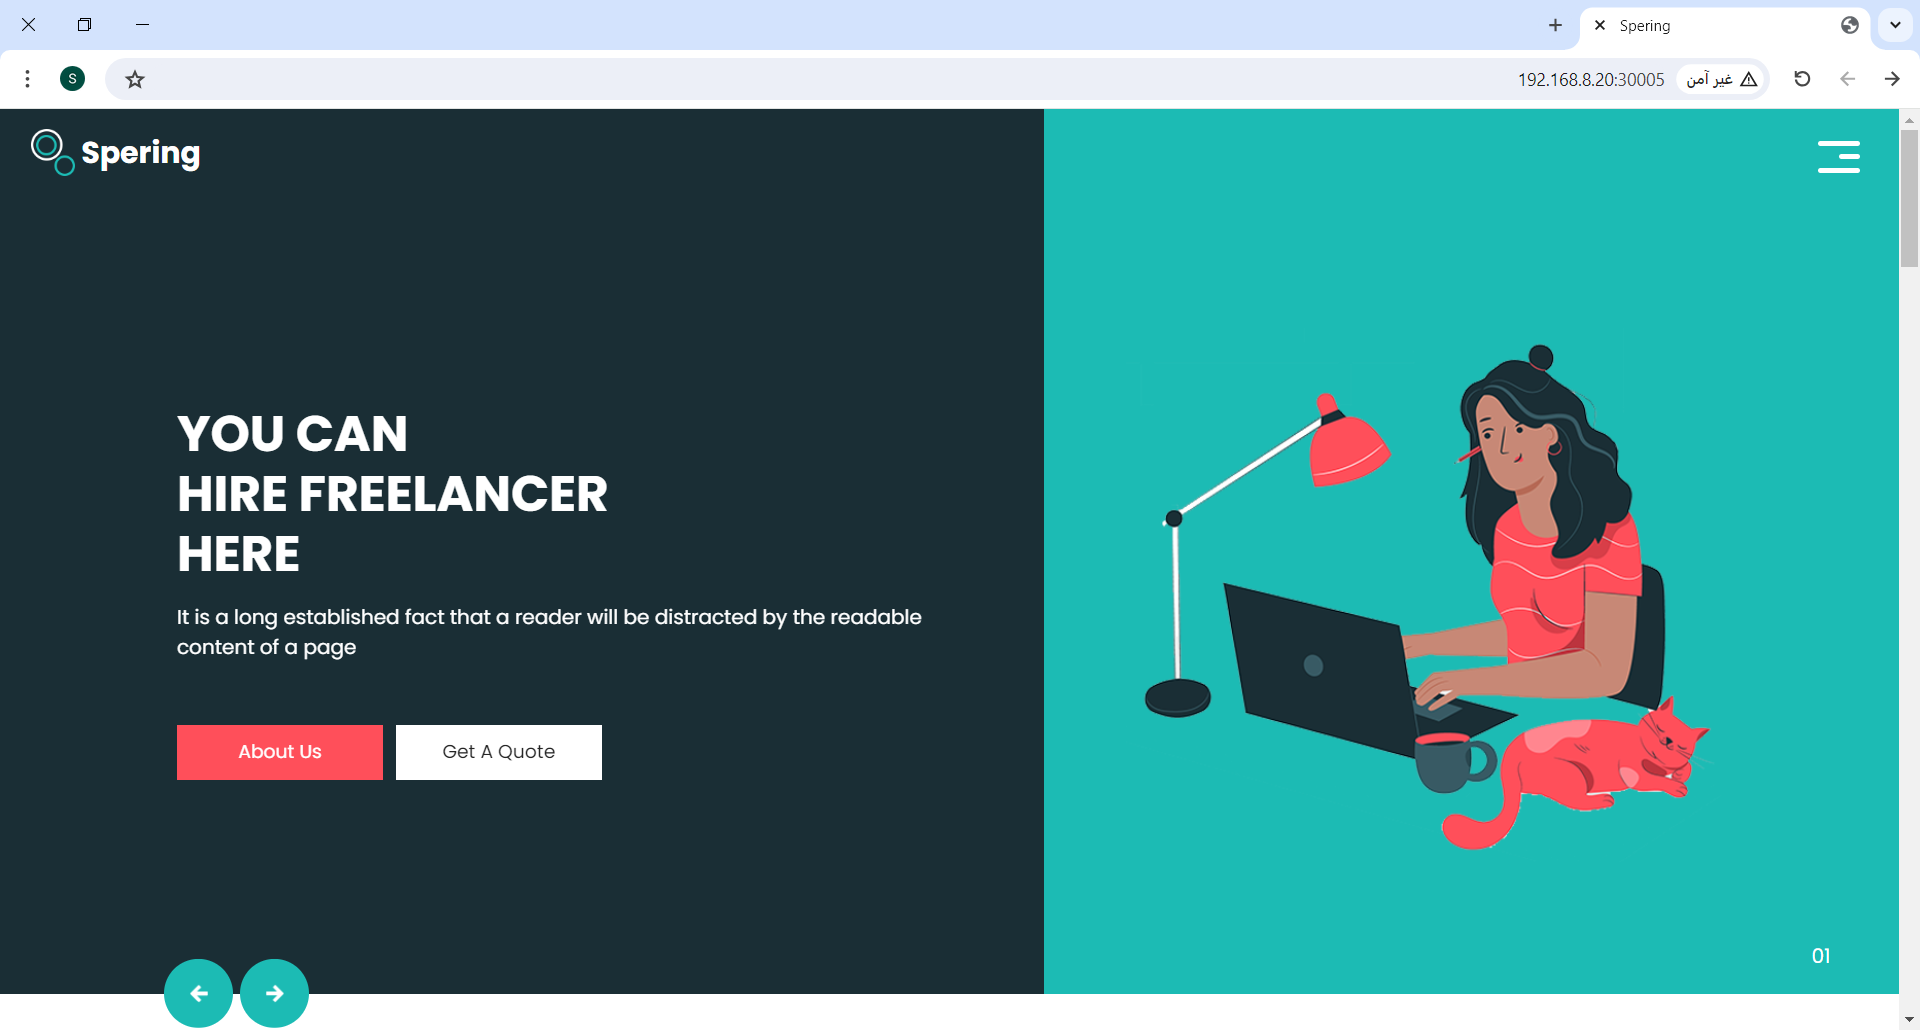 Spering
S
192.168.8.20:30005
غير آمن
Spering
YOU CAN
HIRE FREELANCER
HERE
It is a long established fact that a reader will be distracted by the readable
content of a page
About Us
Get A Quote
01